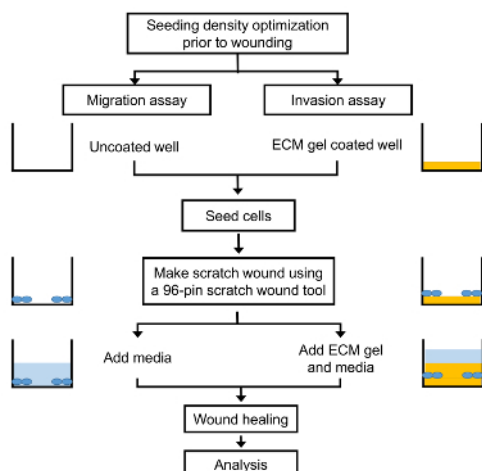 Seeding density optimization
prior to wounding
Migration assay
Invasion assay
Uncoated well
ECM gel coated well
Seed cells
Make scratch wound using
a 96-pin scratch wound tool
Add media
Add ECM gel
and media
Wound healing
Analysis